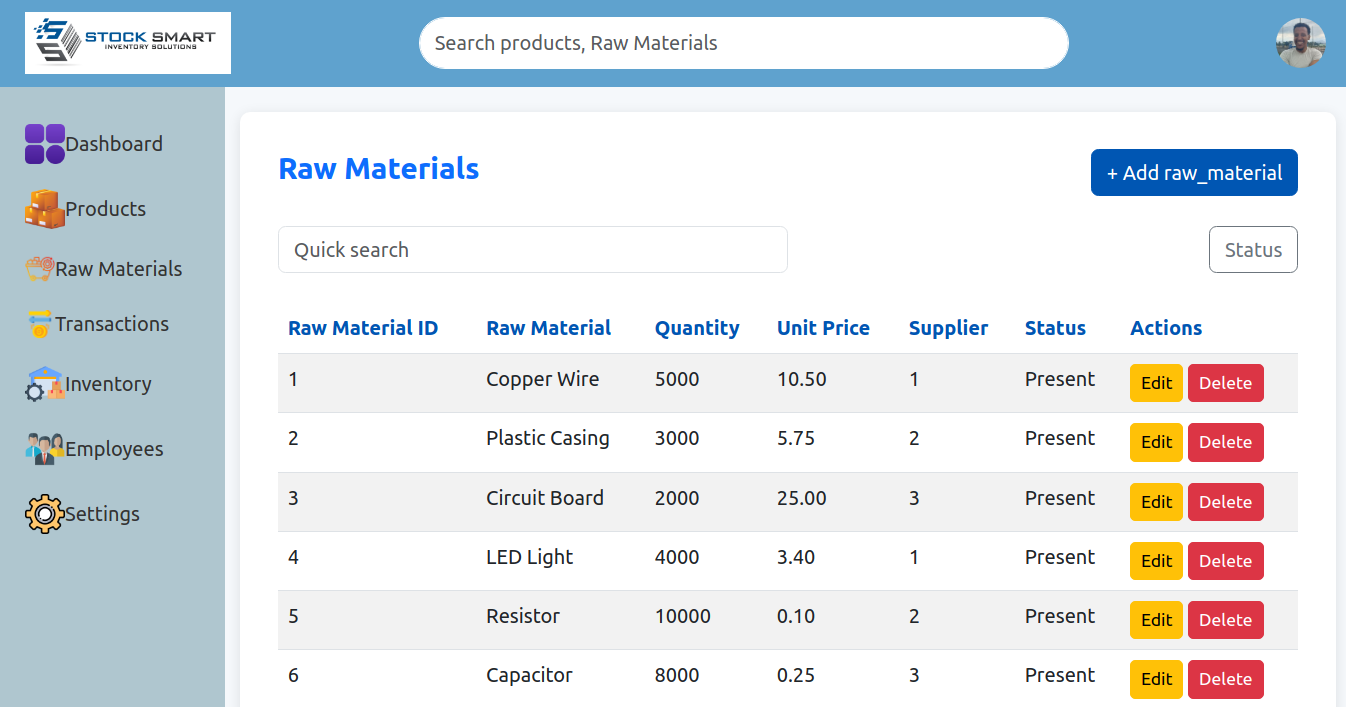 STOCK SMART
INVENTORY SOLUTIONS
Search products, Raw Materials
Dashboard
Products
Raw Materials
Transactions
Inventory
Employees
Settings
Raw Materials
+ Add raw_material
Quick search
Status
Raw Material ID Raw Material Quantity Unit Price Supplier Status Actions
1 Copper Wire 5000 10.50 1 Present Edit Delete
2 Plastic Casing 3000 5.75 2 Present Edit Delete
3 Circuit Board 2000 25.00 3 Present Edit Delete
4 LED Light 4000 3.40 1 Present Edit Delete
5 Resistor 10000 0.10 2 Present Edit Delete
6 Capacitor 8000 0.25 3 Present Edit Delete